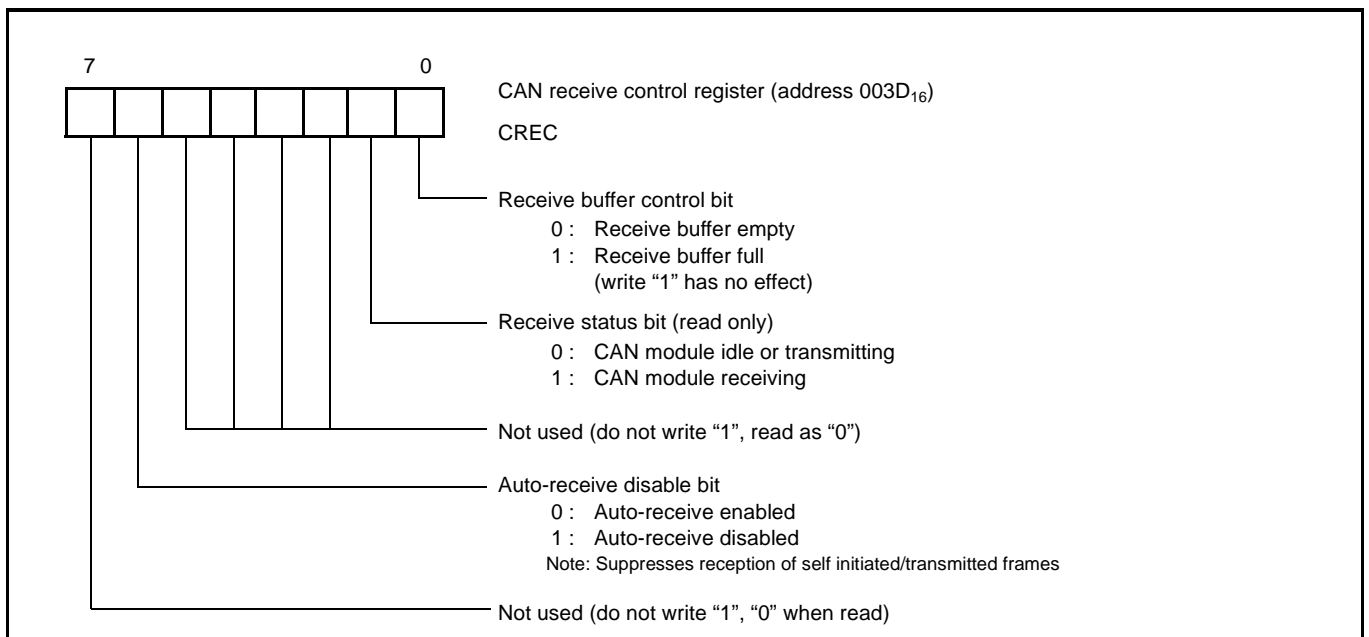 7 0
CAN receive control register (address 003D₁₆)
CREC
Receive buffer control bit
0 : Receive buffer empty
1 : Receive buffer full
(write “1” has no effect)
Receive status bit (read only)
0 : CAN module idle or transmitting
1 : CAN module receiving
Not used (do not write “1”, read as “0”)
Auto-receive disable bit
0 : Auto-receive enabled
1 : Auto-receive disabled
Note: Suppresses reception of self initiated/transmitted frames
Not used (do not write “1”, “0” when read)